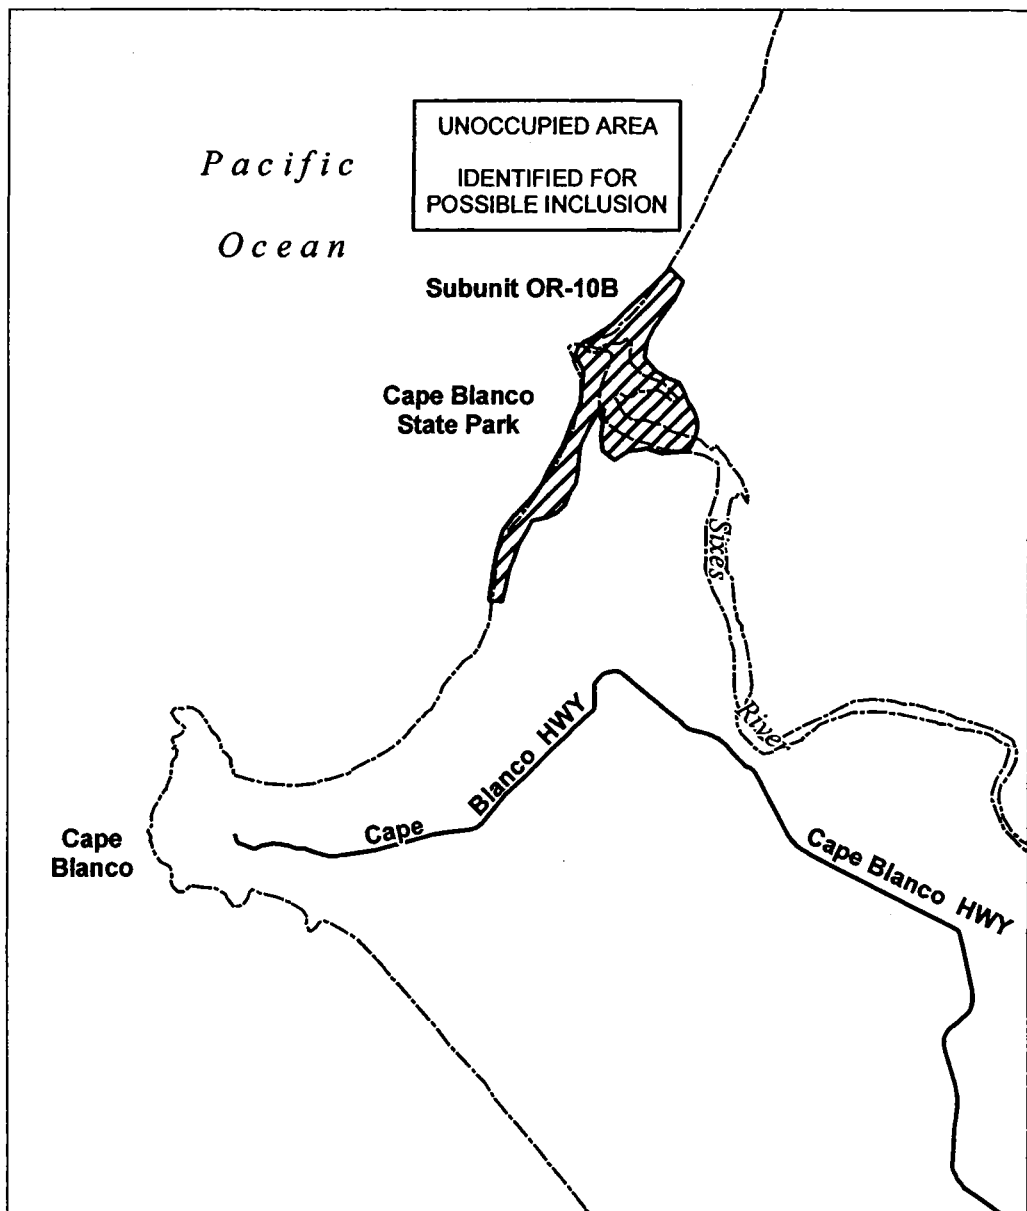 UNOCCUPIED AREA
IDENTIFIED FOR
POSSIBLE INCLUSION
Pacific
Ocean
Subunit OR-10B
Cape Blanco
State Park
Sixes
River
Cape Blanco HWY
Cape Blanco HWY
Cape
Blanco